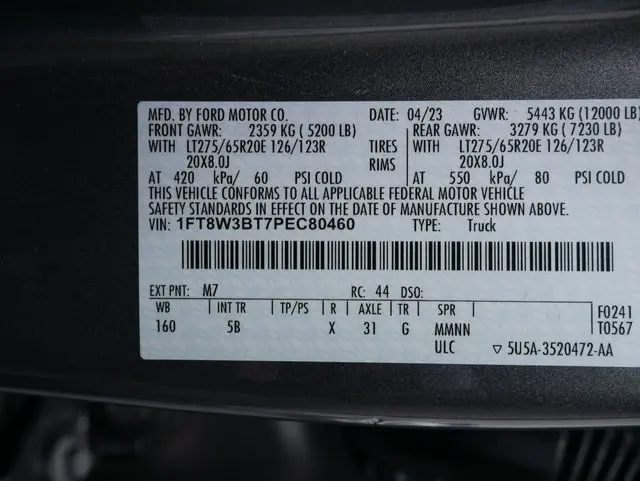 MFD. BY FORD MOTOR CO. DATE: 04/23 GVWR: 5443 KG (12000 LB)
FRONT GAWR: 2359 KG ( 5200 LB) REAR GAWR: 3279 KG ( 7230 LB)
WITH LT275/65R20E 126/123R TIRES WITH LT275/65R20E 126/123R
20X8.0J RIMS 20X8.0J
AT 420 kPa/ 60 PSI COLD AT 550 kPa/ 80 PSI COLD
THIS VEHICLE CONFORMS TO ALL APPLICABLE FEDERAL MOTOR VEHICLE
SAFETY STANDARDS IN EFFECT ON THE DATE OF MANUFACTURE SHOWN ABOVE.
VIN: 1FT8W3BT7PEC80460 TYPE: Truck
EXT PNT: M7 RC: 44 DSO:
WB INT TR TP/PS R AXLE TR SPR F0241
160 5B X 31 G MMNN T0567
ULC ▽ 5U5A-3520472-AA